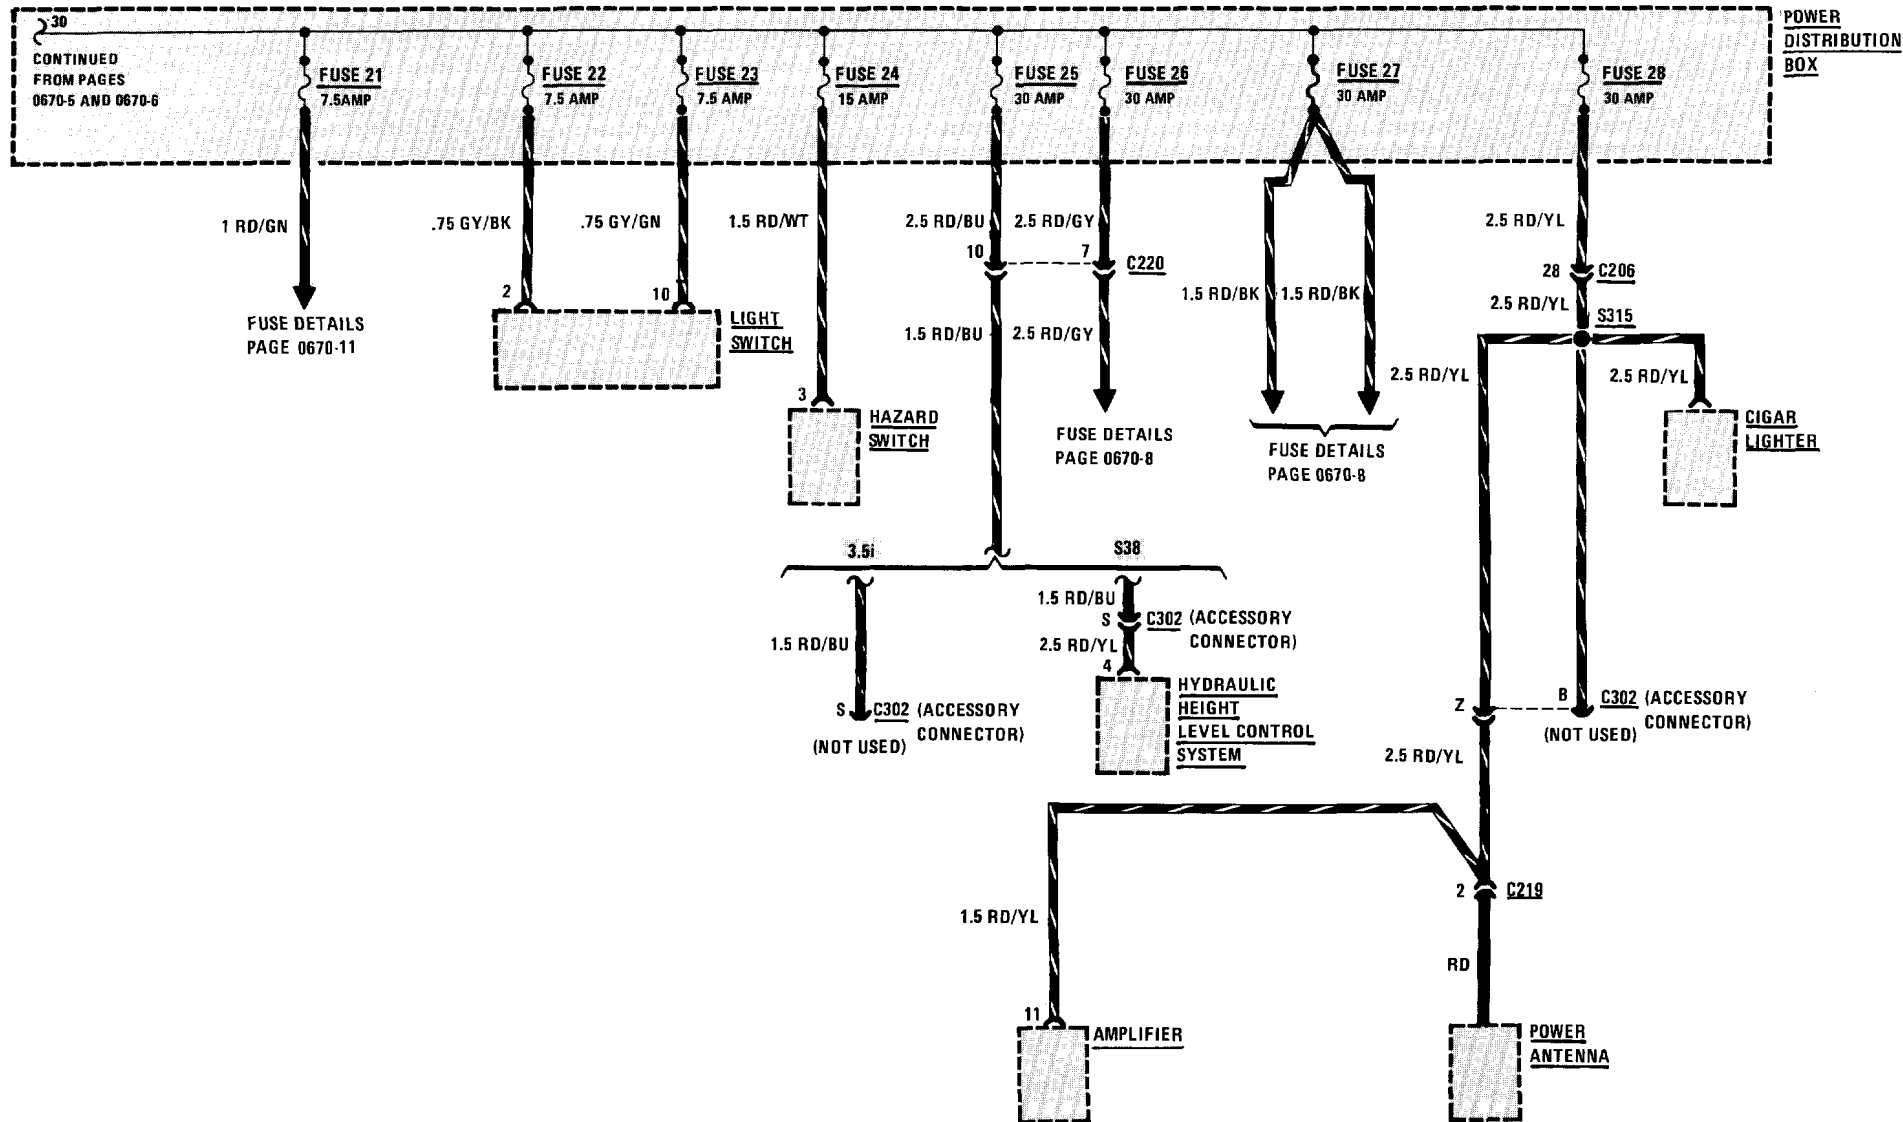 30
POWER
DISTRIBUTION
BOX
CONTINUED
FROM PAGES
0670-5 AND 0670-6
FUSE 21
7.5AMP
FUSE 22
7.5 AMP
FUSE 23
7.5 AMP
FUSE 24
15 AMP
FUSE 25
30 AMP
FUSE 26
30 AMP
FUSE 27
30 AMP
FUSE 28
30 AMP
1 RD/GN
.75 GY/BK
.75 GY/GN
1.5 RD/WT
2.5 RD/BU
2.5 RD/GY
2.5 RD/YL
10
7
C220
28
C206
2
10
1.5 RD/BK
1.5 RD/BK
2.5 RD/YL
S315
FUSE DETAILS
PAGE 0670-11
LIGHT
SWITCH
1.5 RD/BU
2.5 RD/GY
2.5 RD/YL
2.5 RD/YL
3
HAZARD
SWITCH
FUSE DETAILS
PAGE 0670-8
FUSE DETAILS
PAGE 0670-8
CIGAR
LIGHTER
3.5i
S38
1.5 RD/BU
S
C302 (ACCESSORY
CONNECTOR)
1.5 RD/BU
2.5 RD/YL
4
HYDRAULIC
HEIGHT
LEVEL CONTROL
SYSTEM
S
C302 (ACCESSORY
CONNECTOR)
(NOT USED)
Z
B
C302 (ACCESSORY
CONNECTOR)
(NOT USED)
2.5 RD/YL
2
C219
1.5 RD/YL
RD
11
AMPLIFIER
POWER
ANTENNA